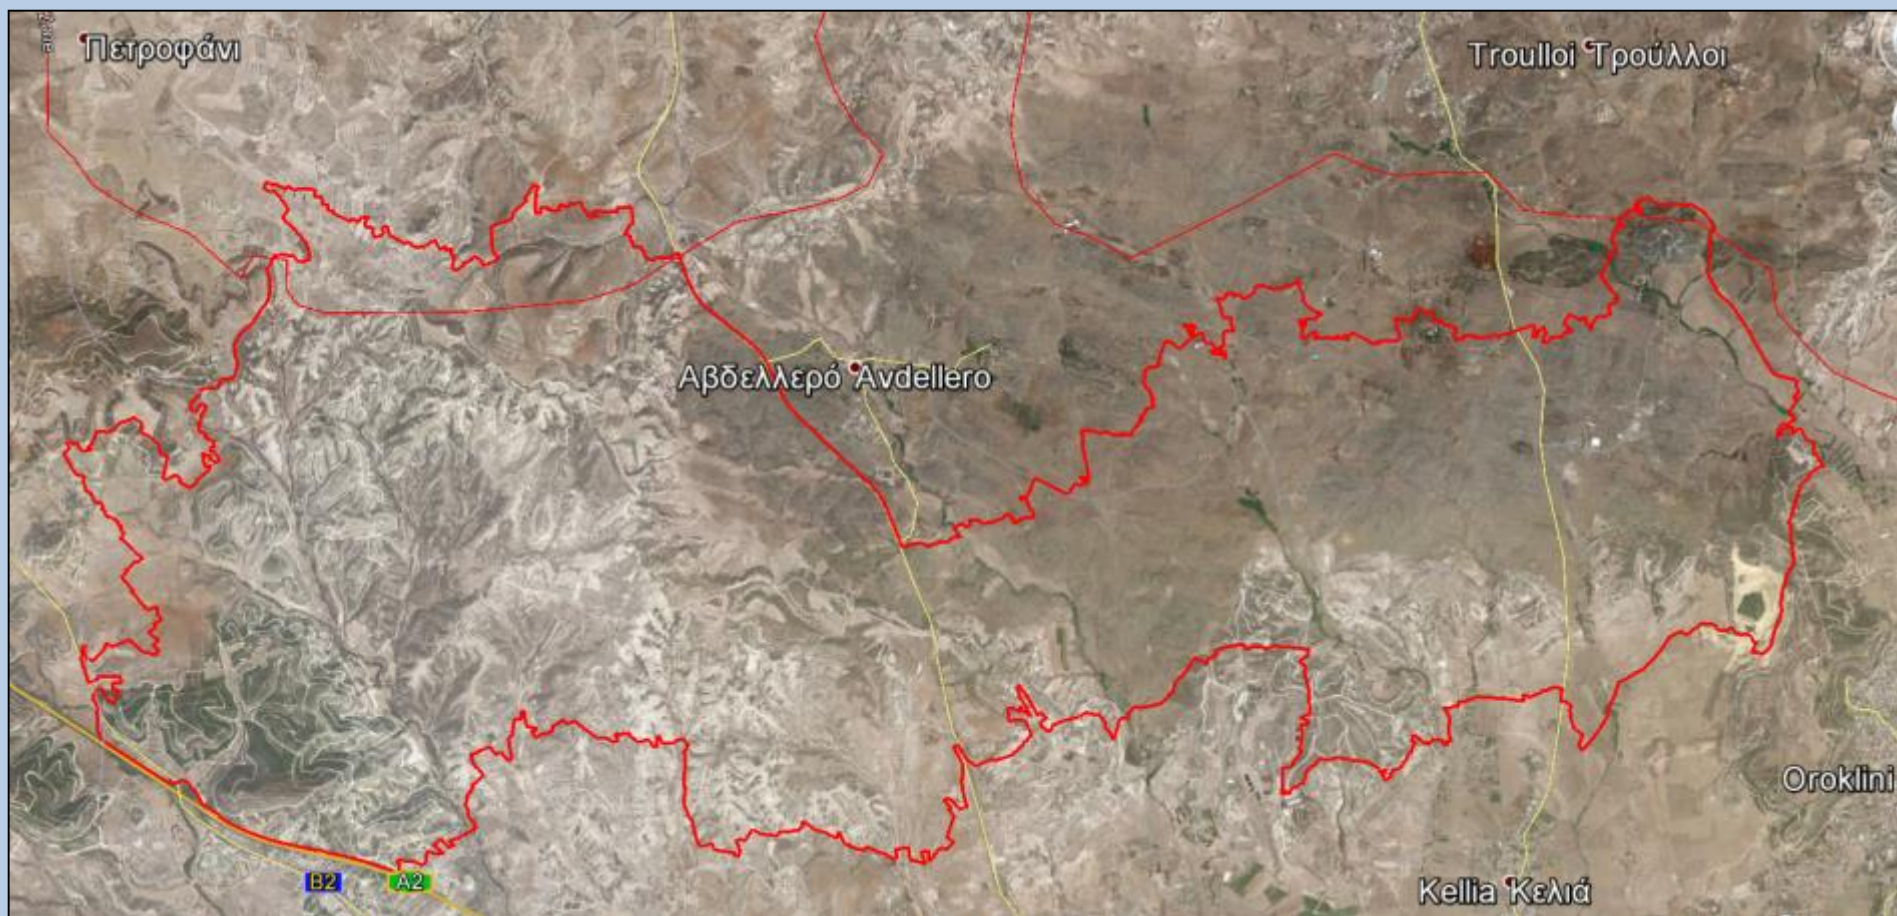 Πετροφάνι
Troulloi Τρούλλοι
Αβδελλερό Avdellero
Oroklini
B2
A2
Kellia Κελιά